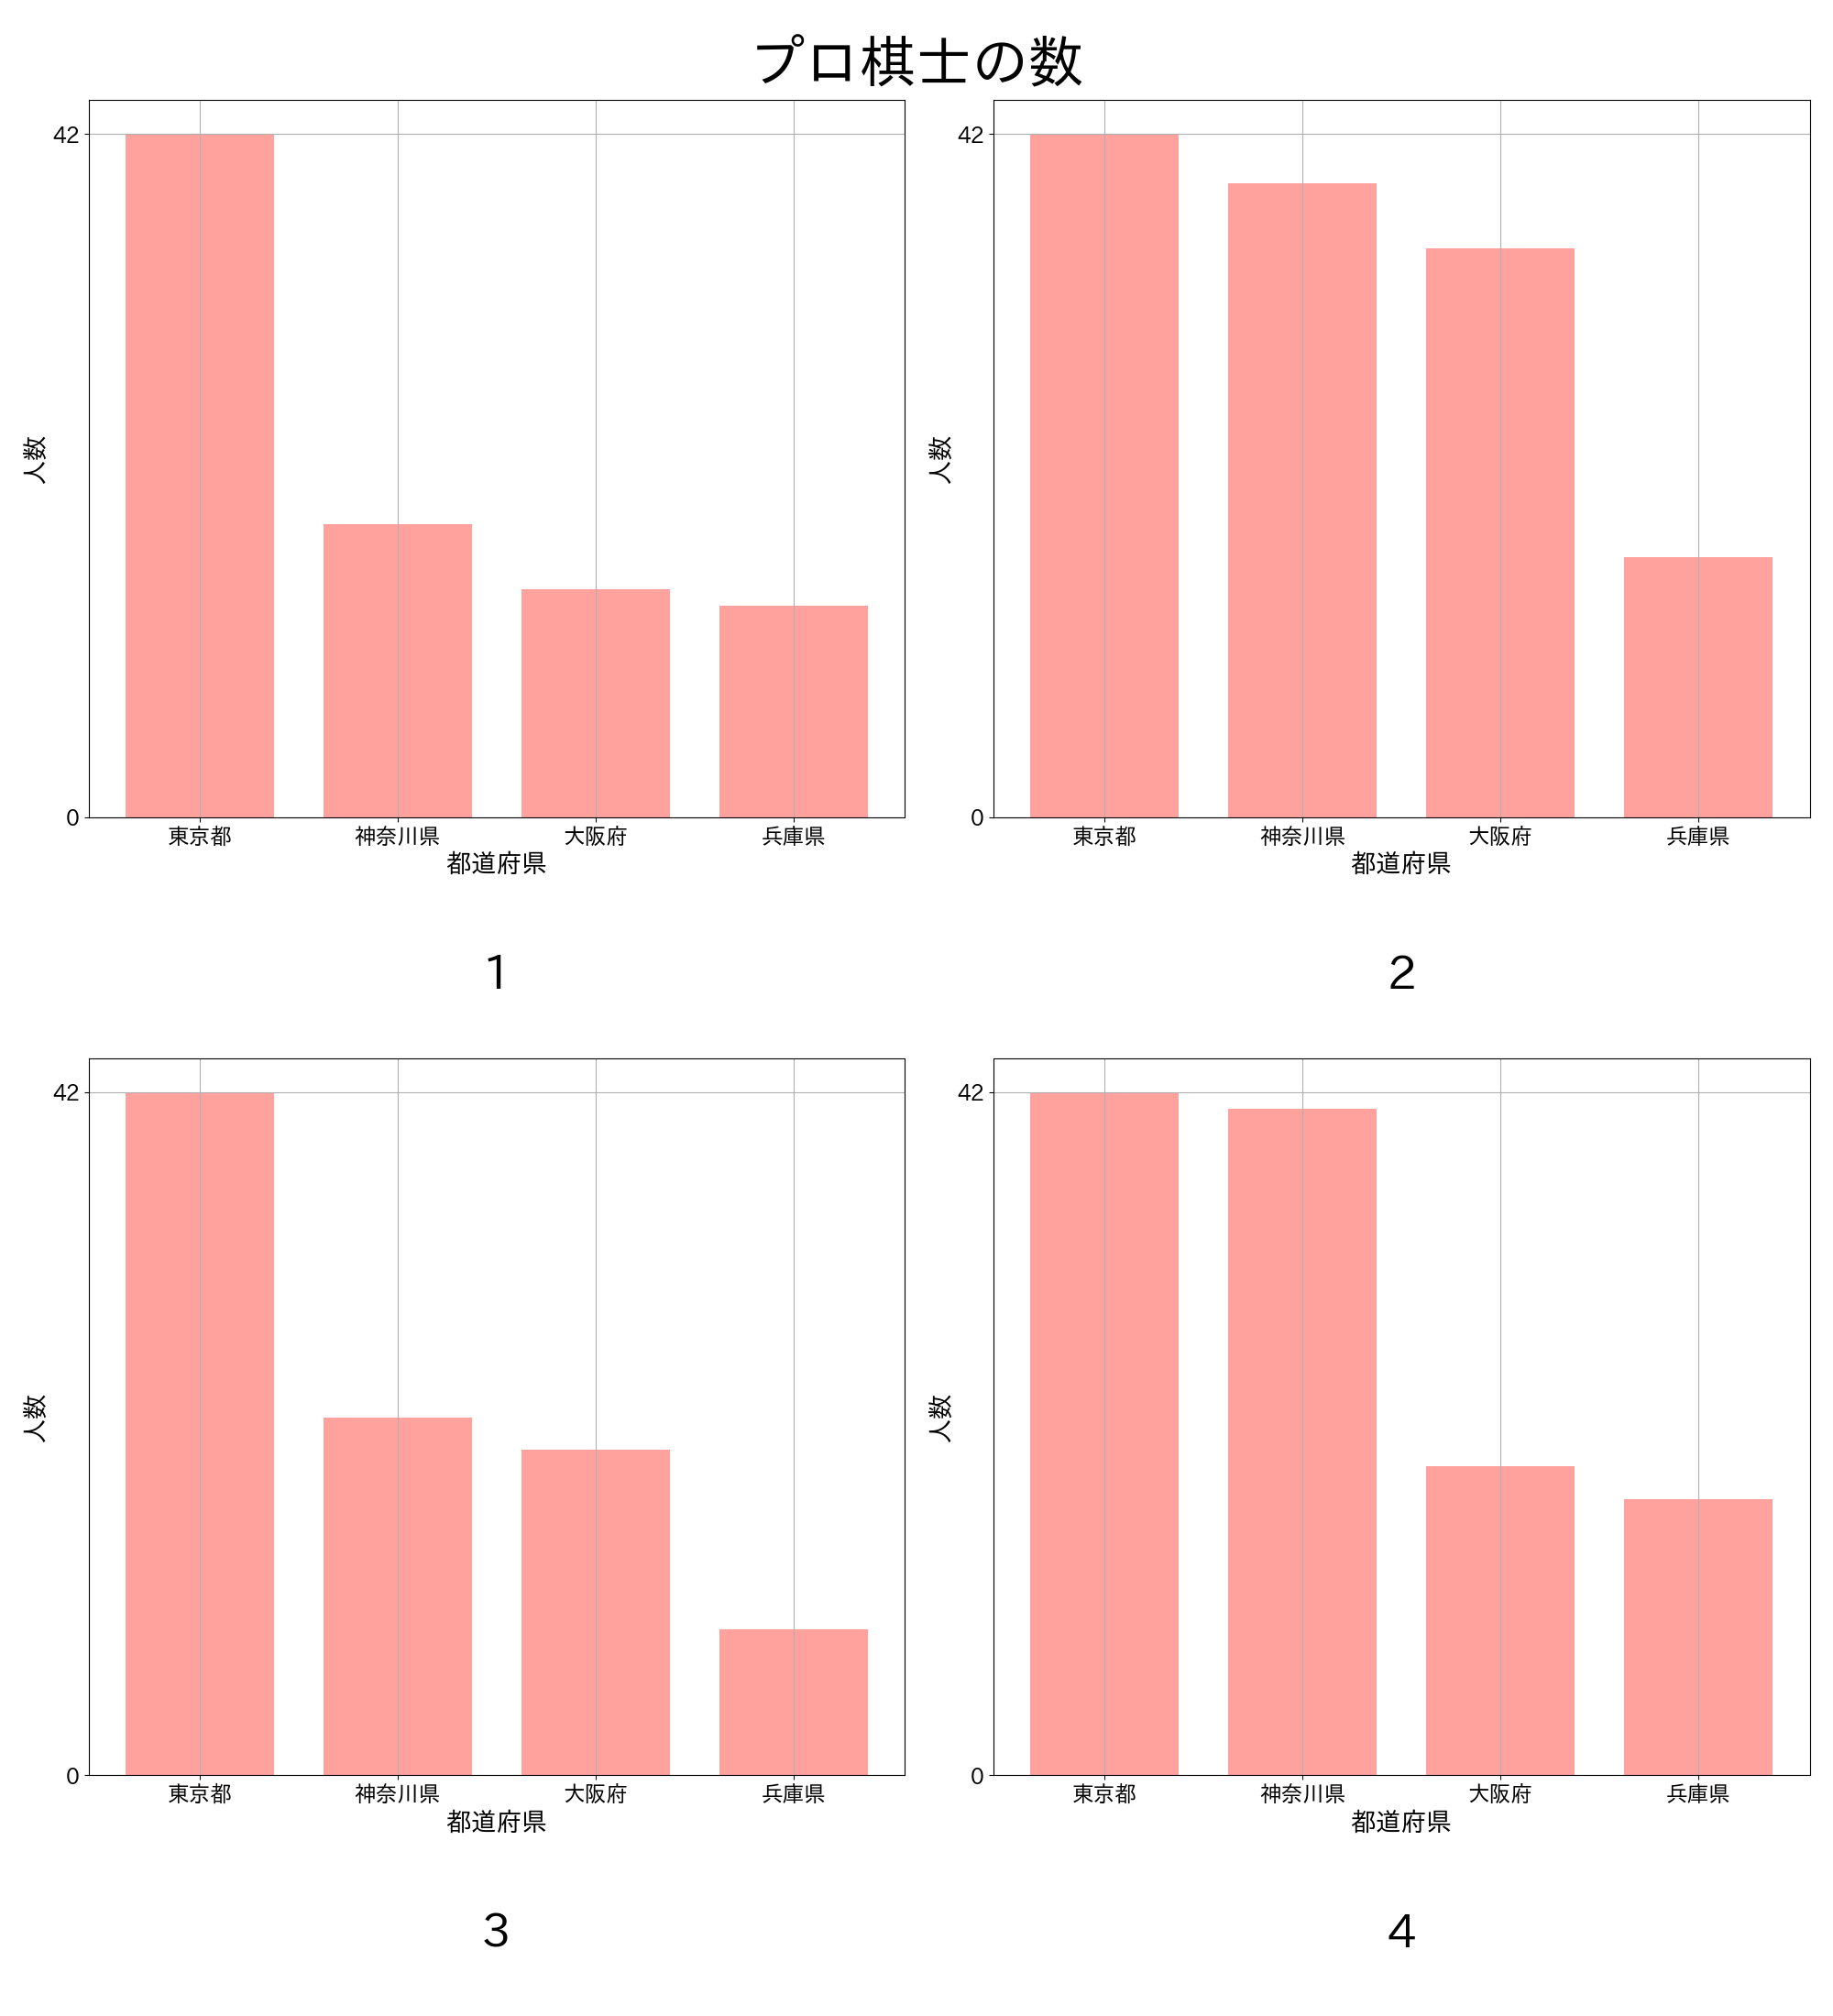 プロ棋士の数
42
人数
0
東京都 神奈川県 大阪府 兵庫県
都道府県
1
42
人数
0
東京都 神奈川県 大阪府 兵庫県
都道府県
2
42
人数
0
東京都 神奈川県 大阪府 兵庫県
都道府県
3
42
人数
0
東京都 神奈川県 大阪府 兵庫県
都道府県
4